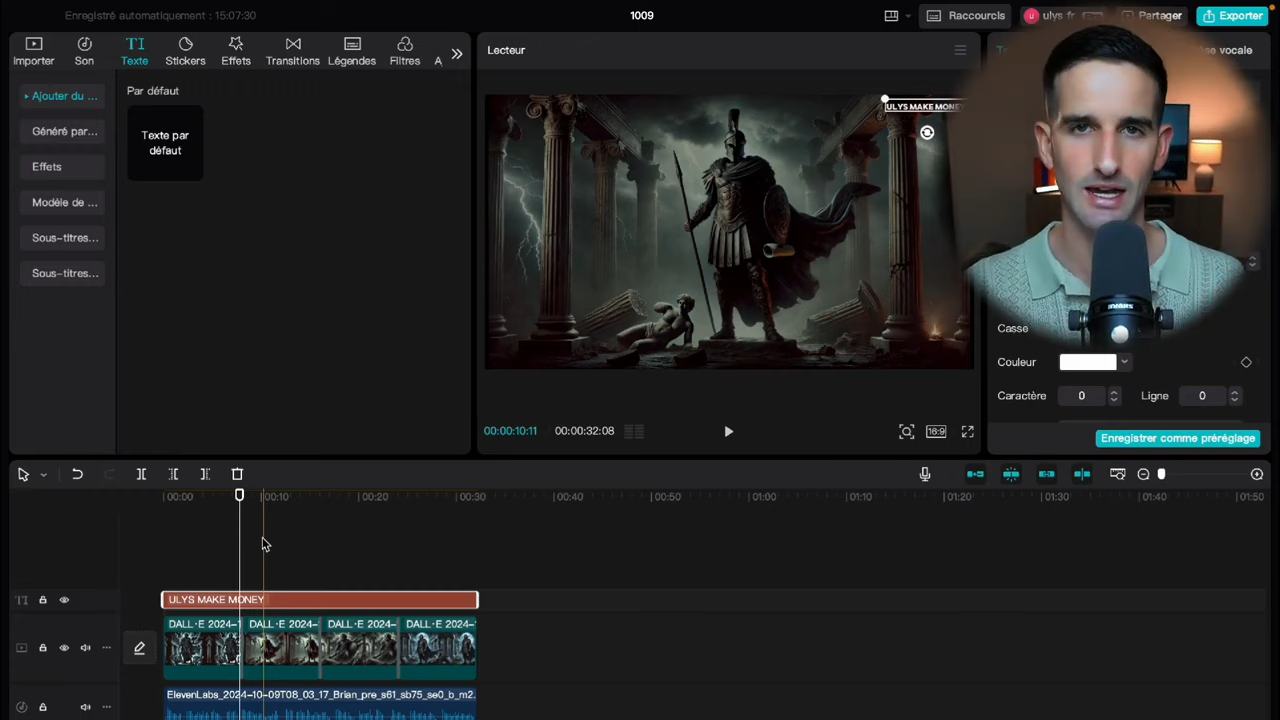 Enregistré automatiquement : 15:07:30
1009
Raccourcis
ulys fr
Partager
Exporter
Importer
Son
TI
Texte
Stickers
Effets
Transitions
Légendes
Filtres
A
Ajouter du ...
Généré par...
Effets
Modèle de ...
Sous-titres...
Sous-titres...
Par défaut
Texte par
défaut
Lecteur
ULYS MAKE MONEY
00:00:10:11
00:00:32:08
16:9
vocale
Casse
Couleur
Caractère
0
Ligne
0
Enregistrer comme préréglage
00:00
00:10
00:20
00:30
00:40
00:50
01:00
01:10
01:20
01:30
01:40
01:50
TI
ULYS MAKE MONEY
DALL·E 2024-1
DALL·E 2024-
DALL·E 2024-
DALL·E 2024-
ElevenLabs_2024-10-09T08_03_17_Brian_pre_s61_sb75_se0_b_m2.